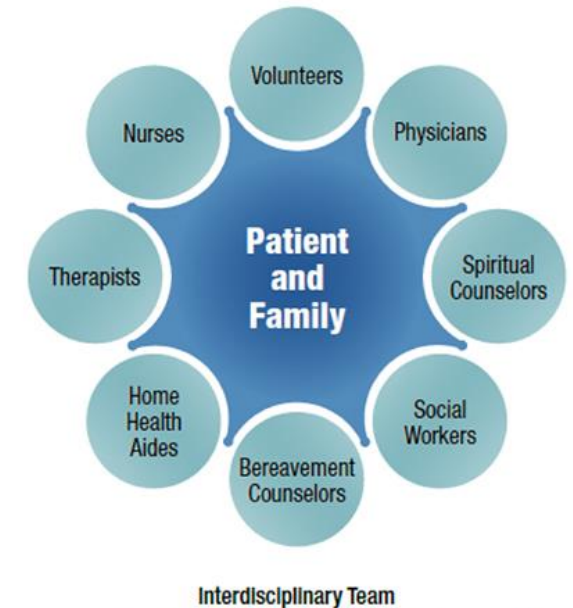 Volunteers
Physicians
Spiritual
Counselors
Social
Workers
Bereavement
Counselors
Home
Health
Aides
Therapists
Nurses
Patient
and
Family
Interdisciplinary Team